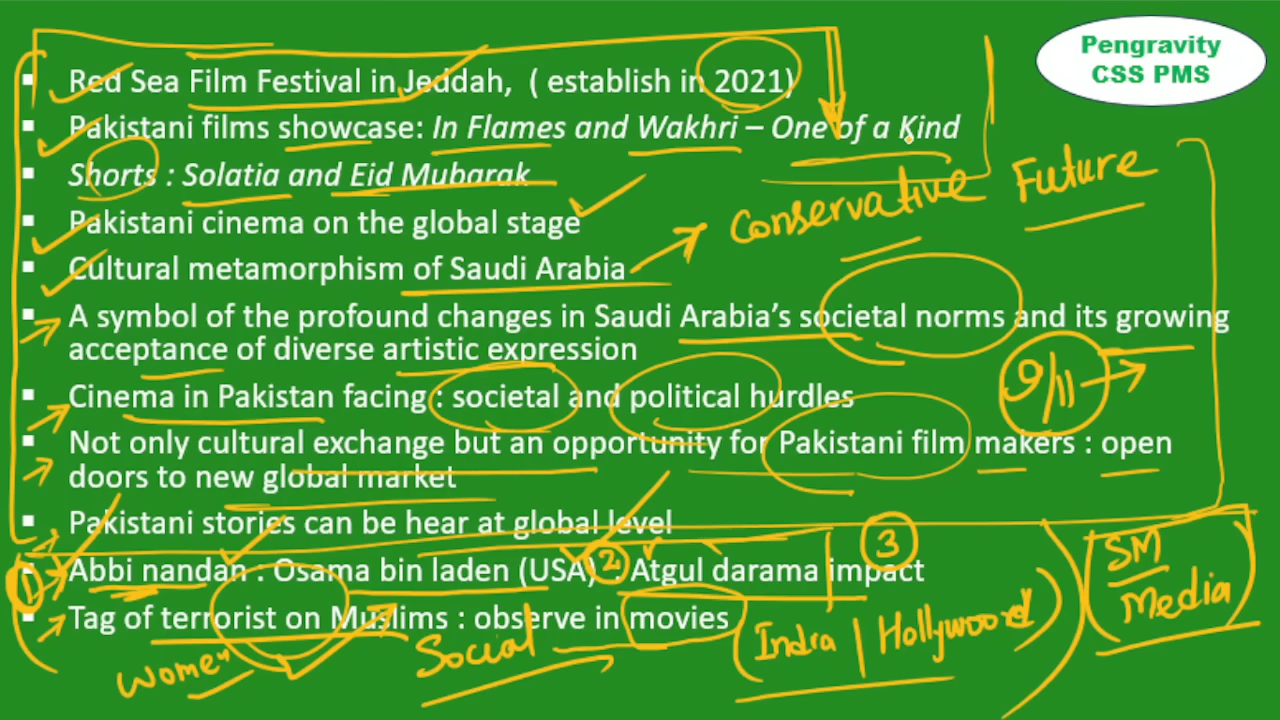 Pengravity
CSS PMS
▪ Red Sea Film Festival in Jeddah, ( establish in 2021)
▪ Pakistani films showcase: In Flames and Wakhri – One of a Kind
▪ Shorts : Solatia and Eid Mubarak
▪ Pakistani cinema on the global stage
Conservative Future
▪ Cultural metamorphism of Saudi Arabia
▪ A symbol of the profound changes in Saudi Arabia's societal norms and its growing
acceptance of diverse artistic expression
9/11
▪ Cinema in Pakistan facing : societal and political hurdles
▪ Not only cultural exchange but an opportunity for Pakistani film makers : open
doors to new global market
▪ Pakistani stories can be hear at global level
▪ Abbi nandan : Osama bin laden (USA) : Atgul darama impact
1
2
3
SM
Media
▪ Tag of terrorist on Muslims : observe in movies
Women
Social
(Indra | Hollywood)